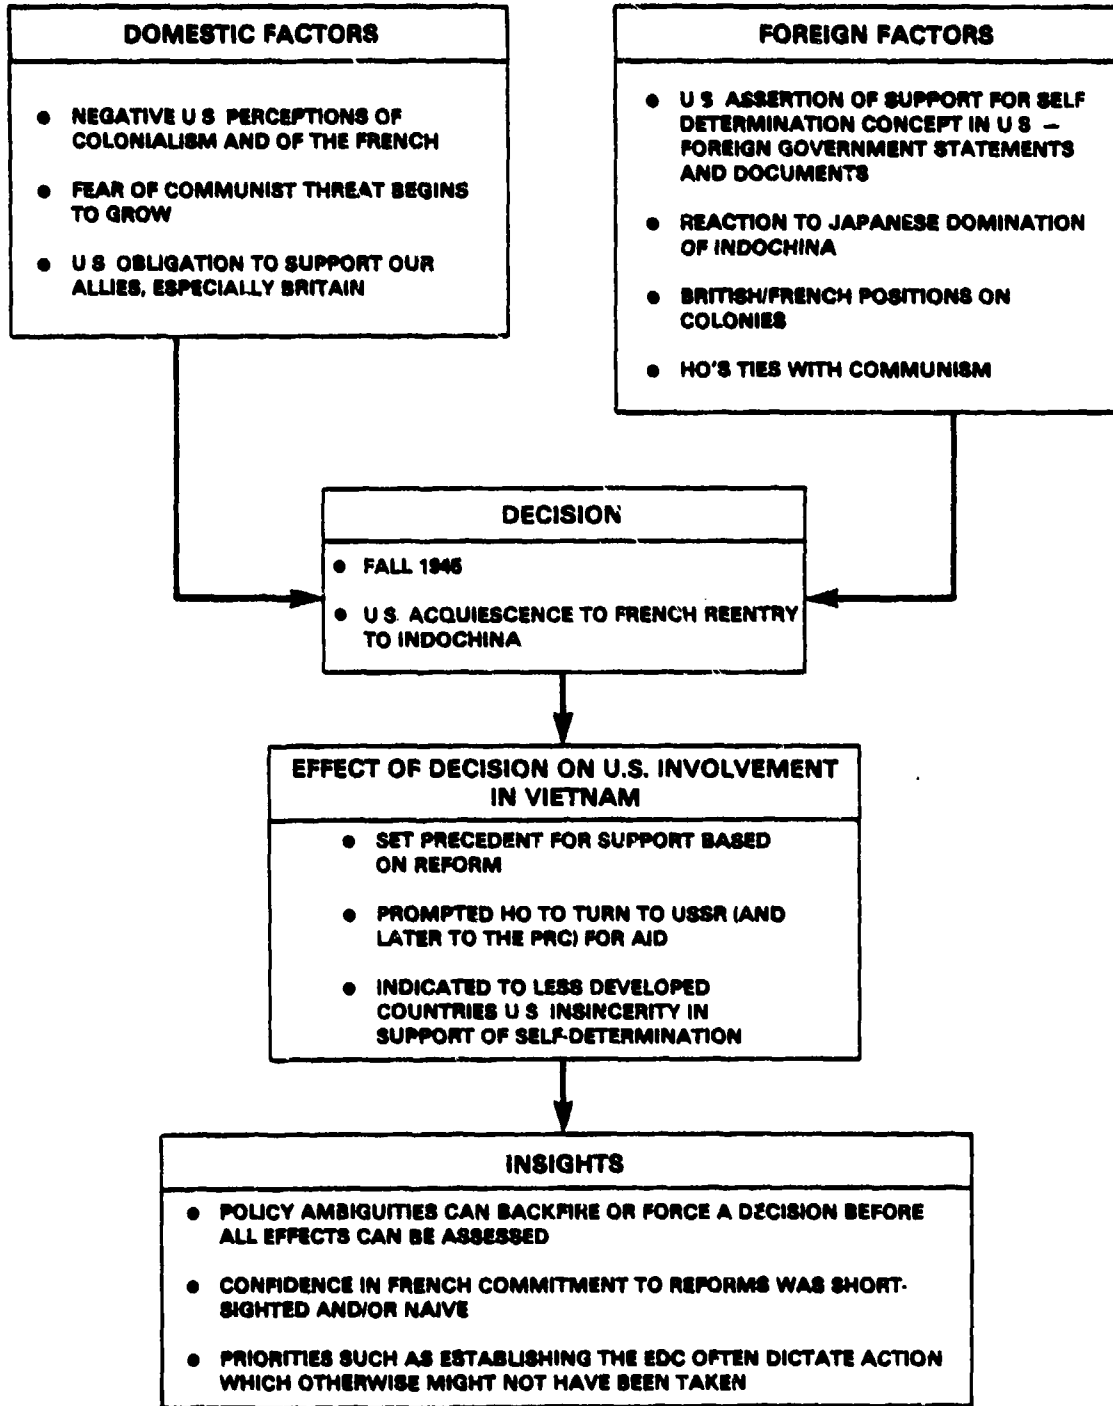 DOMESTIC FACTORS
● NEGATIVE U S PERCEPTIONS OF
COLONIALISM AND OF THE FRENCH
● FEAR OF COMMUNIST THREAT BEGINS
TO GROW
● U S OBLIGATION TO SUPPORT OUR
ALLIES, ESPECIALLY BRITAIN
FOREIGN FACTORS
● U S ASSERTION OF SUPPORT FOR SELF
DETERMINATION CONCEPT IN U S –
FOREIGN GOVERNMENT STATEMENTS
AND DOCUMENTS
● REACTION TO JAPANESE DOMINATION
OF INDOCHINA
● BRITISH/FRENCH POSITIONS ON
COLONIES
● HO'S TIES WITH COMMUNISM
DECISION
● FALL 1945
● U S. ACQUIESCENCE TO FRENCH REENTRY
TO INDOCHINA
EFFECT OF DECISION ON U.S. INVOLVEMENT
IN VIETNAM
● SET PRECEDENT FOR SUPPORT BASED
ON REFORM
● PROMPTED HO TO TURN TO USSR (AND
LATER TO THE PRC) FOR AID
● INDICATED TO LESS DEVELOPED
COUNTRIES U S INSINCERITY IN
SUPPORT OF SELF-DETERMINATION
INSIGHTS
● POLICY AMBIGUITIES CAN BACKFIRE OR FORCE A DECISION BEFORE
ALL EFFECTS CAN BE ASSESSED
● CONFIDENCE IN FRENCH COMMITMENT TO REFORMS WAS SHORT-
SIGHTED AND/OR NAIVE
● PRIORITIES SUCH AS ESTABLISHING THE EDC OFTEN DICTATE ACTION
WHICH OTHERWISE MIGHT NOT HAVE BEEN TAKEN